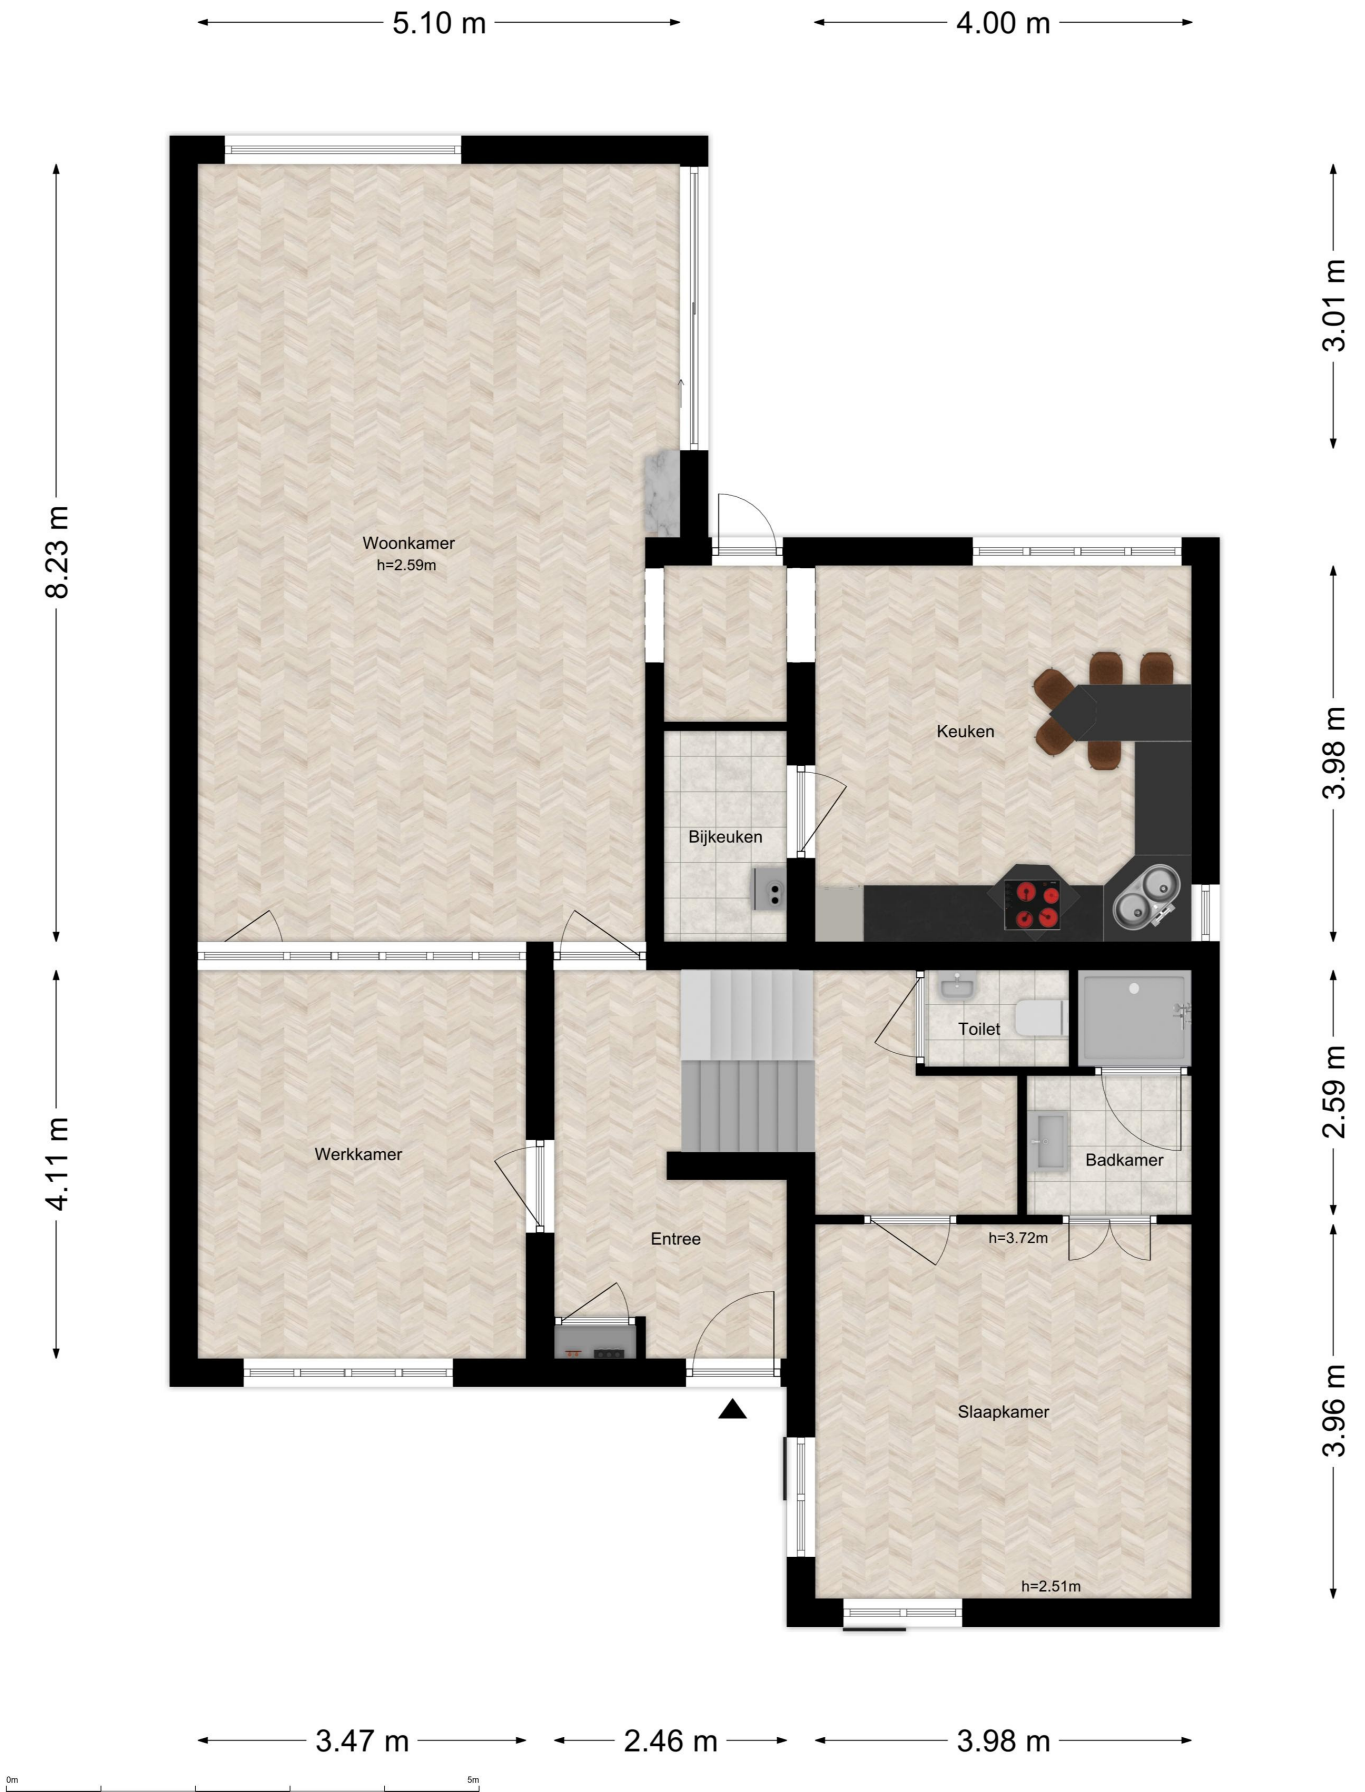 5.10 m
4.00 m
8.23 m
3.01 m
Woonkamer
h=2.59m
Keuken
3.98 m
Bijkeuken
Toilet
4.11 m
Werkkamer
Badkamer
2.59 m
Entree
h=3.72m
Slaapkamer
3.96 m
h=2.51m
3.47 m
2.46 m
3.98 m
0m
5m